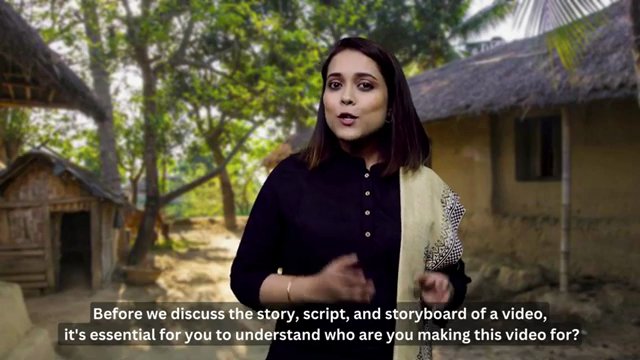 Before we discuss the story, script, and storyboard of a video,
it's essential for you to understand who are you making this video for?